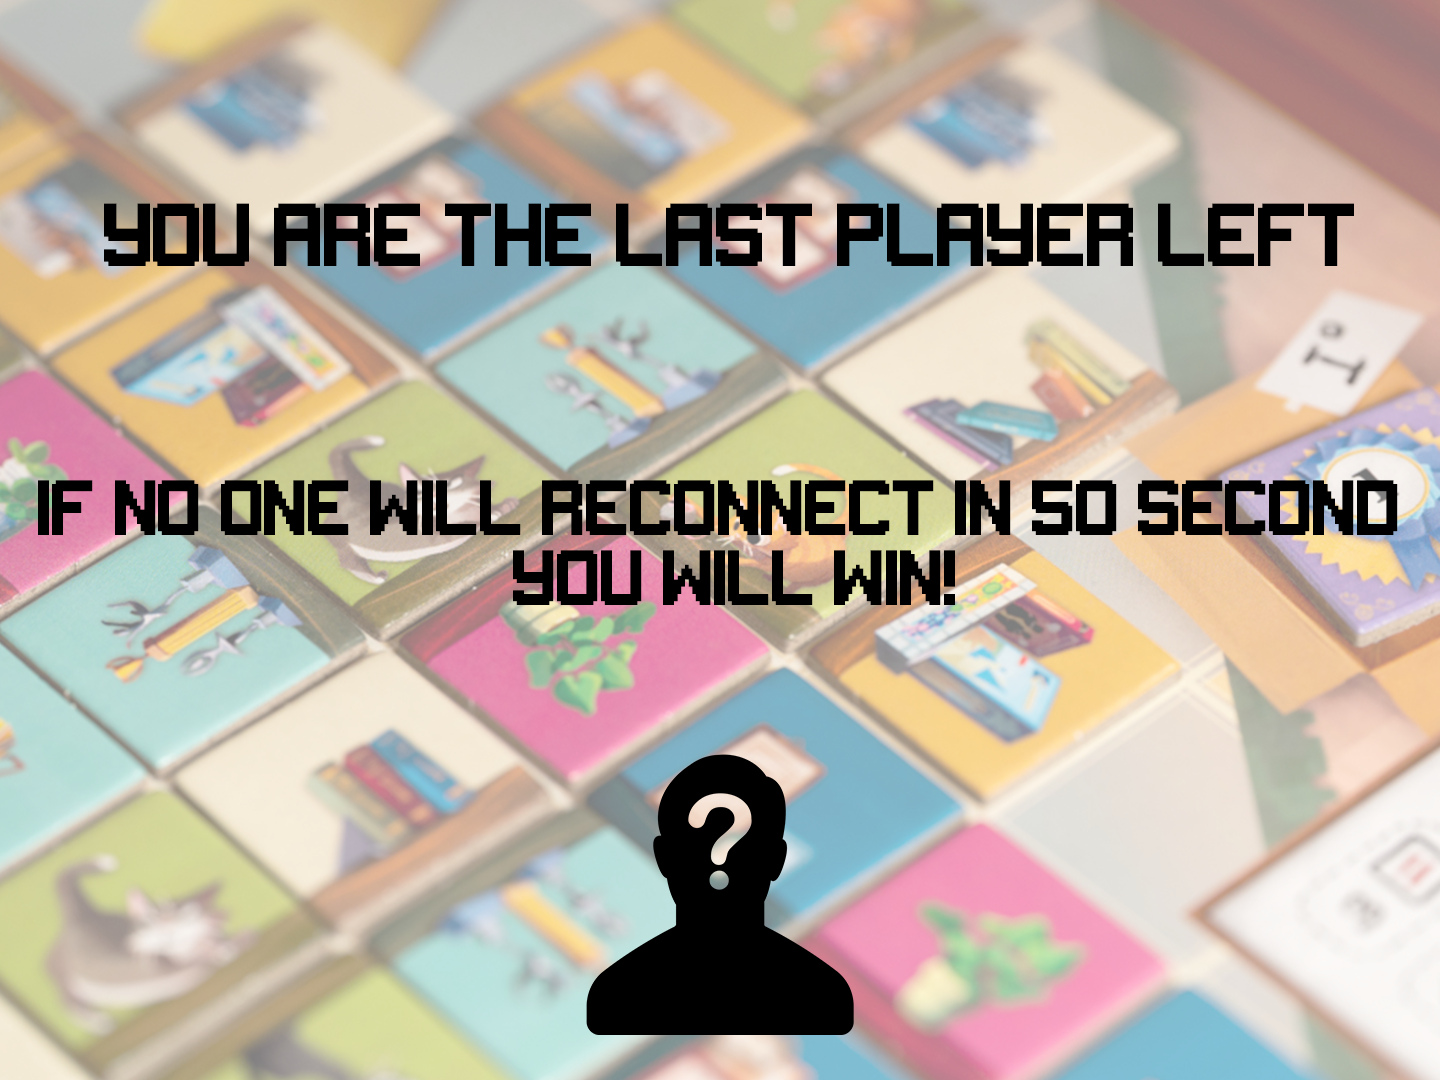 YOU ARE THE LAST PLAYER LEFT
IF NO ONE WILL RECONNECT IN 50 SECOND
YOU WILL WIN!
?